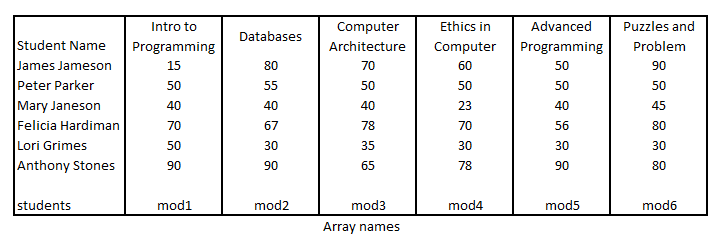 Student Name Intro to Programming Databases Computer Architecture Ethics in Computer Advanced Programming Puzzles and Problem
James Jameson 15 80 70 60 50 90
Peter Parker 50 55 50 50 50 50
Mary Janeson 40 40 40 23 40 45
Felicia Hardiman 70 67 78 70 56 80
Lori Grimes 50 30 35 30 30 30
Anthony Stones 90 90 65 78 90 80
students mod1 mod2 mod3 mod4 mod5 mod6
Array names